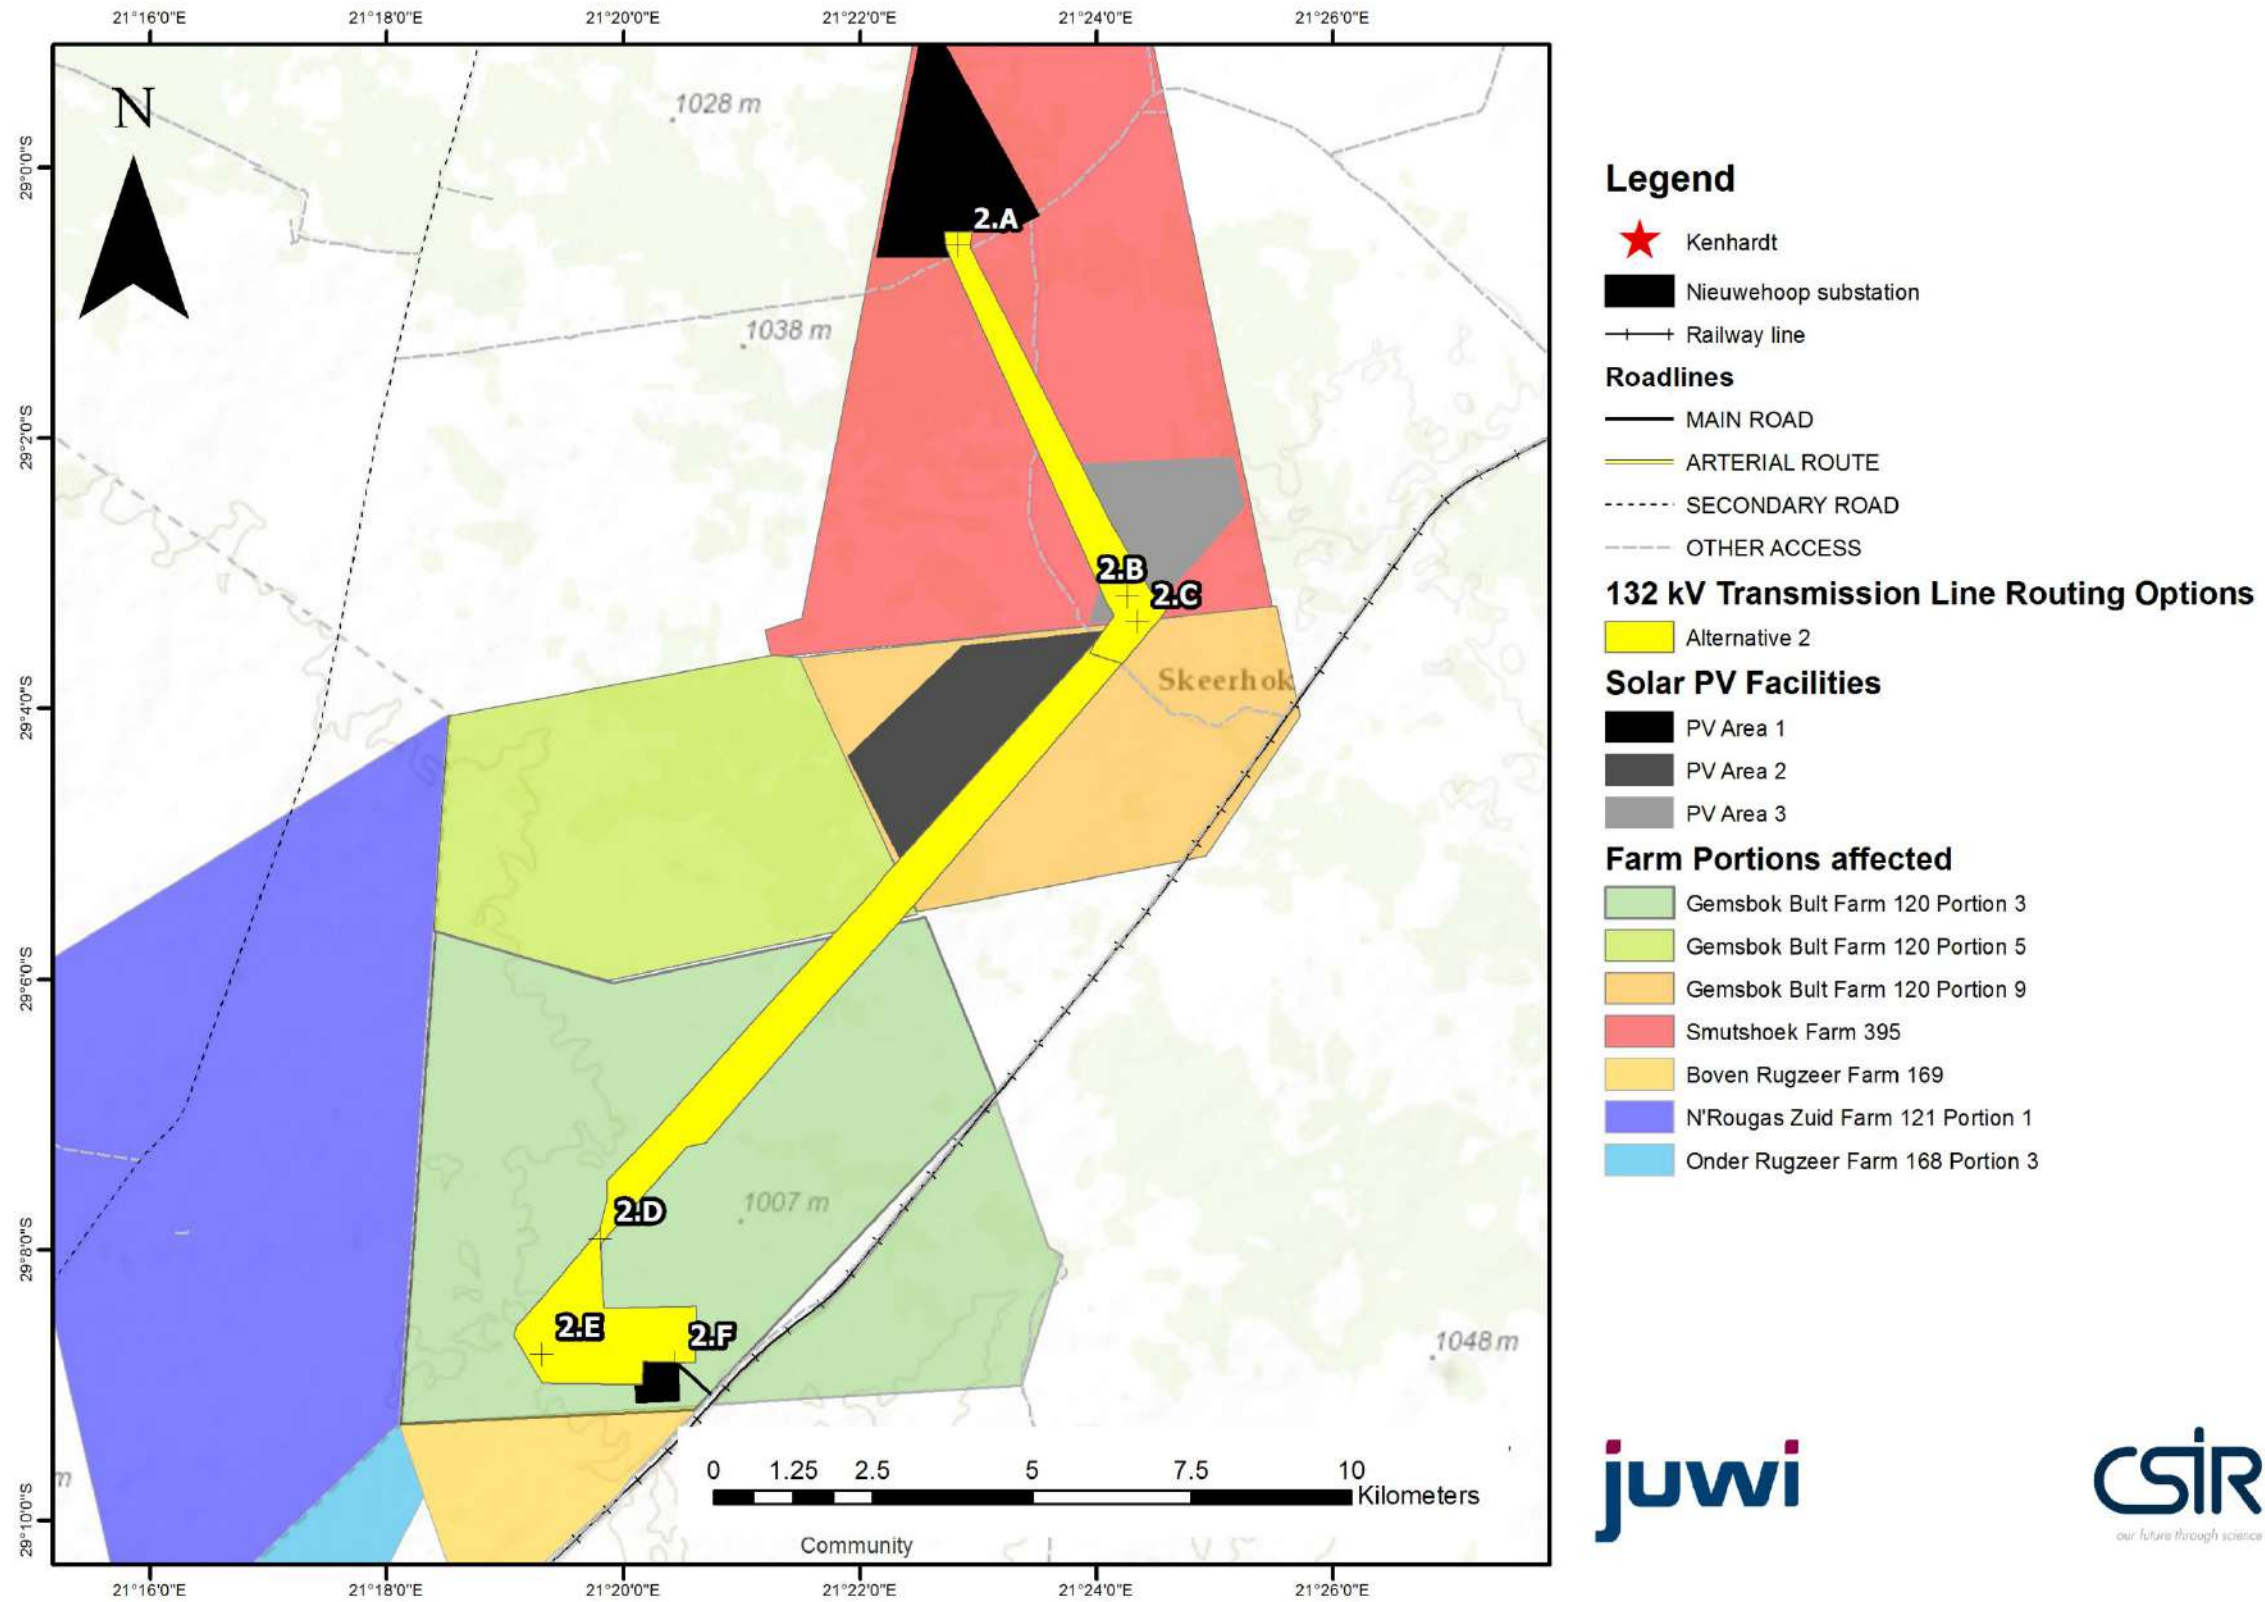 21°16'0"E 21°18'0"E 21°20'0"E 21°22'0"E 21°24'0"E 21°26'0"E
N
1028 m
29°0'0"S
2.A
1038 m
29°2'0"S
2.B
2.C
Skeerhok
29°4'0"S
29°6'0"S
2.D
1007 m
29°8'0"S
2.E
2.F
1048 m
m
0 1.25 2.5 5 7.5 10
Kilometers
29°10'0"S
Community
21°16'0"E 21°18'0"E 21°20'0"E 21°22'0"E 21°24'0"E 21°26'0"E
Legend
Kenhardt
Nieuwehoop substation
Railway line
Roadlines
MAIN ROAD
ARTERIAL ROUTE
SECONDARY ROAD
OTHER ACCESS
132 kV Transmission Line Routing Options
Alternative 2
Solar PV Facilities
PV Area 1
PV Area 2
PV Area 3
Farm Portions affected
Gemsbok Bult Farm 120 Portion 3
Gemsbok Bult Farm 120 Portion 5
Gemsbok Bult Farm 120 Portion 9
Smutshoek Farm 395
Boven Rugzeer Farm 169
N'Rougas Zuid Farm 121 Portion 1
Onder Rugzeer Farm 168 Portion 3
juwi
CSIR
our future through science